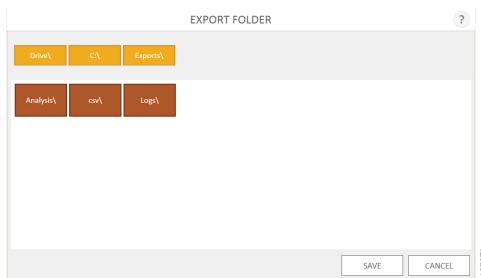 EXPORT FOLDER
?
Drive\ C:\ Exports\
Analysis\ csv\ Logs\
SAVE CANCEL